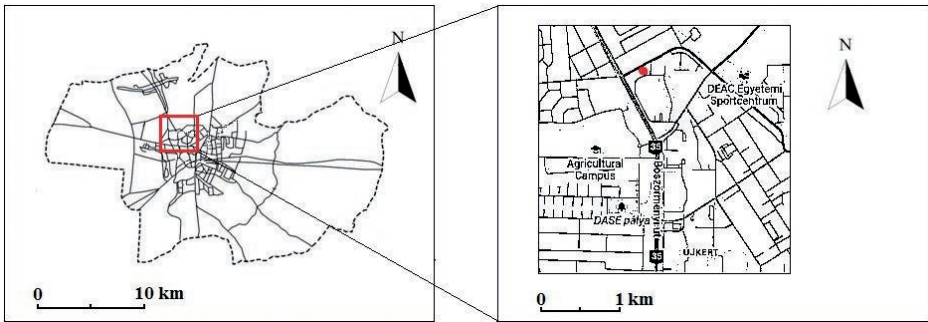 N
0 10 km
N
DEAC Egyetemi
Sportcentrum
35
Agricultural
Campus
Böszörményi út
DASE pálya
ÚJKERT
35
0 1 km